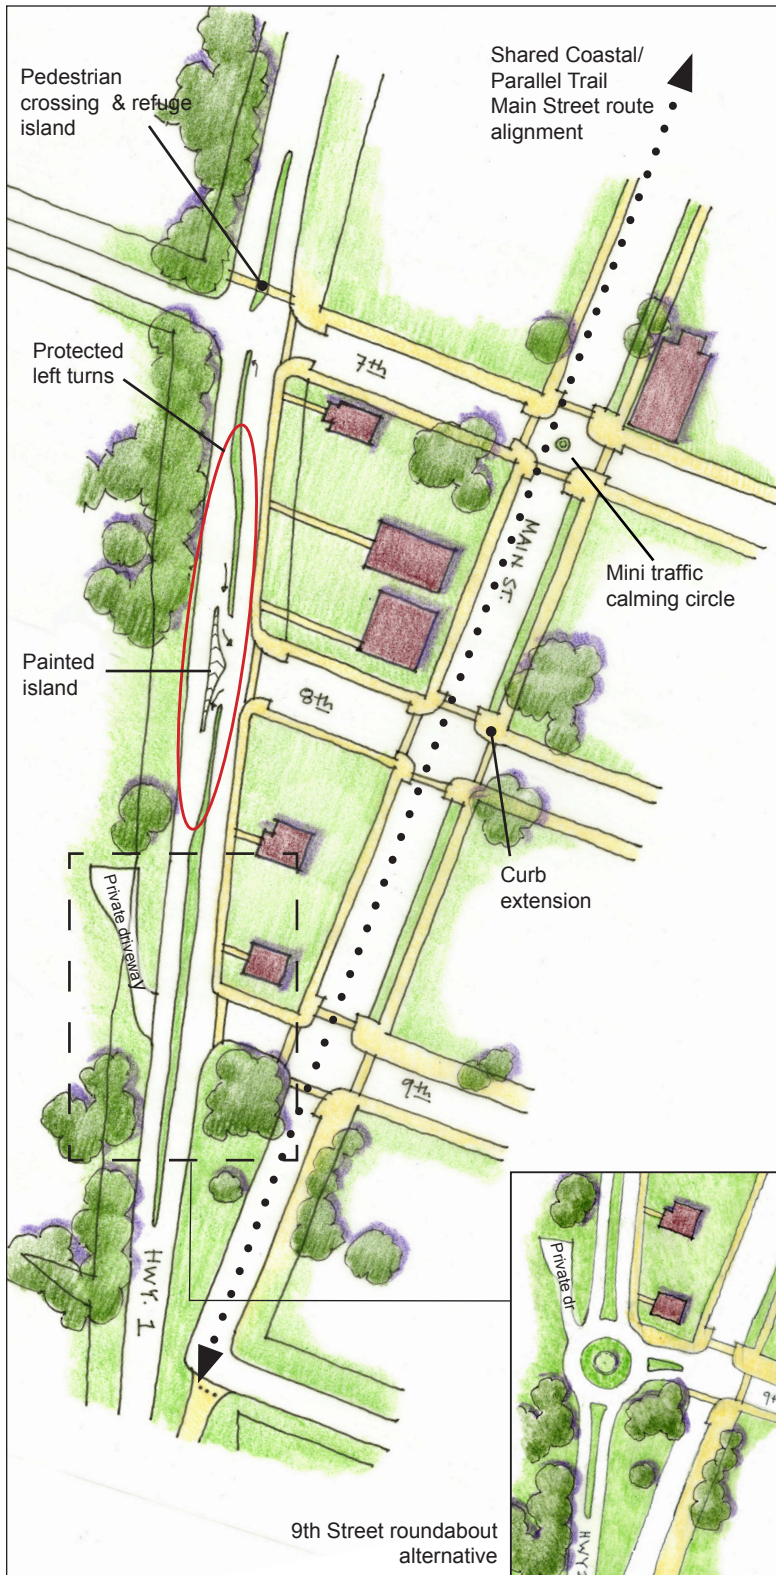 Shared Coastal/
Parallel Trail
Main Street route
alignment
Pedestrian
crossing & refuge
island
Protected
left turns
7th
MAIN ST.
Mini traffic
calming circle
Painted
island
8th
Curb
extension
Private driveway
9th
HWY. 1
Private dr
9th
HWY 1
9th Street roundabout
alternative